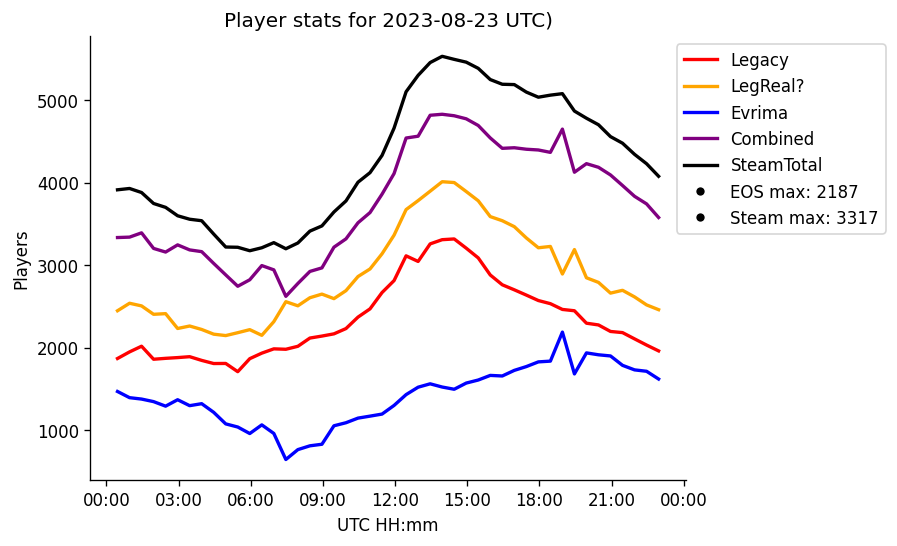 Player stats for 2023-08-23 UTC)
Legacy
LegReal?
Evrima
Combined
SteamTotal
EOS max: 2187
Steam max: 3317
Players
5000
4000
3000
2000
1000
00:00 03:00 06:00 09:00 12:00 15:00 18:00 21:00 00:00
UTC HH:mm